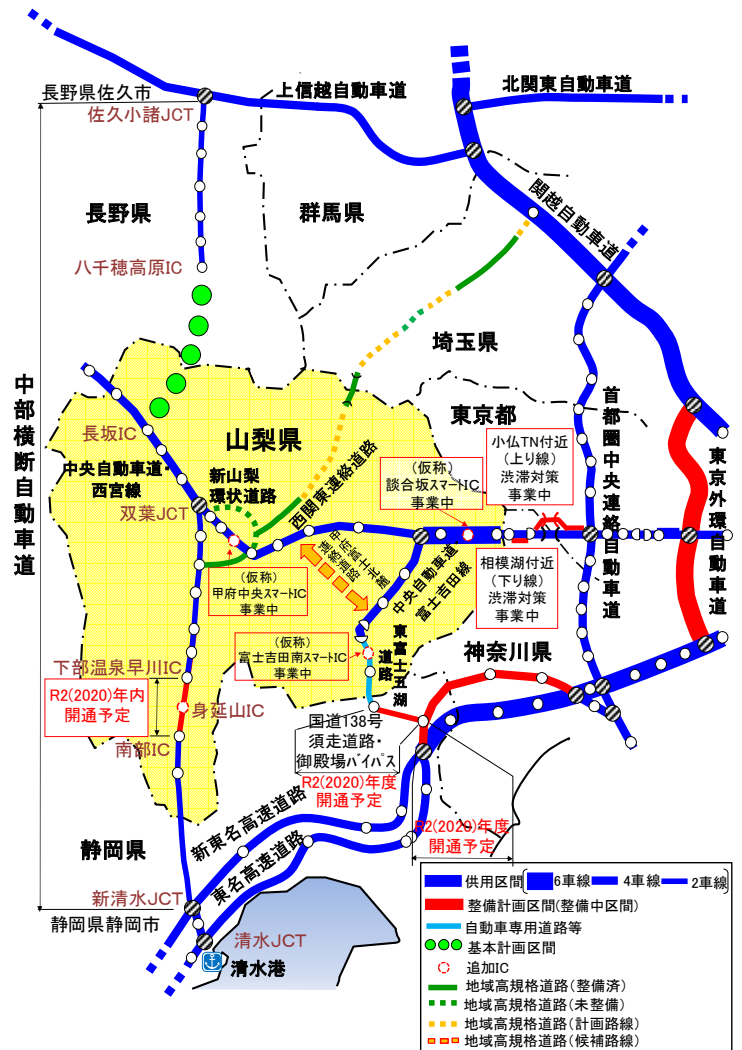 上信越自動車道
北関東自動車道
長野県佐久市
佐久小諸JCT
長野県
群馬県
関越自動車道
八千穂高原IC
埼玉県
中部横断自動車道
長坂IC
山梨県
東京都
首都圏中央連絡自動車道
東京外環自動車道
小仏TN付近
(上り線)
渋滞対策
事業中
(仮称)
談合坂スマートIC
事業中
中央自動車道・
西宮線
新山梨
環状道路
西関東連絡道路
双葉JCT
甲府富士北麓
連絡道路
中央自動車道
富士吉田線
相模湖付近
(下り線)
渋滞対策
事業中
(仮称)
甲府中央スマートIC
事業中
(仮称)
富士吉田南スマートIC
事業中
東富士五湖
道路
神奈川県
下部温泉早川IC
R2(2020)年内
開通予定
身延山IC
南部IC
国道138号
須走道路・
御殿場バイパス
R2(2020)年度
開通予定
R2(2020)年度
開通予定
静岡県
新東名高速道路
東名高速道路
新清水JCT
静岡県静岡市
清水JCT
清水港
供用区間
6車線
4車線
2車線
整備計画区間(整備中区間)
自動車専用道路等
基本計画区間
追加IC
地域高規格道路(整備済)
地域高規格道路(未整備)
地域高規格道路(計画路線)
地域高規格道路(候補路線)